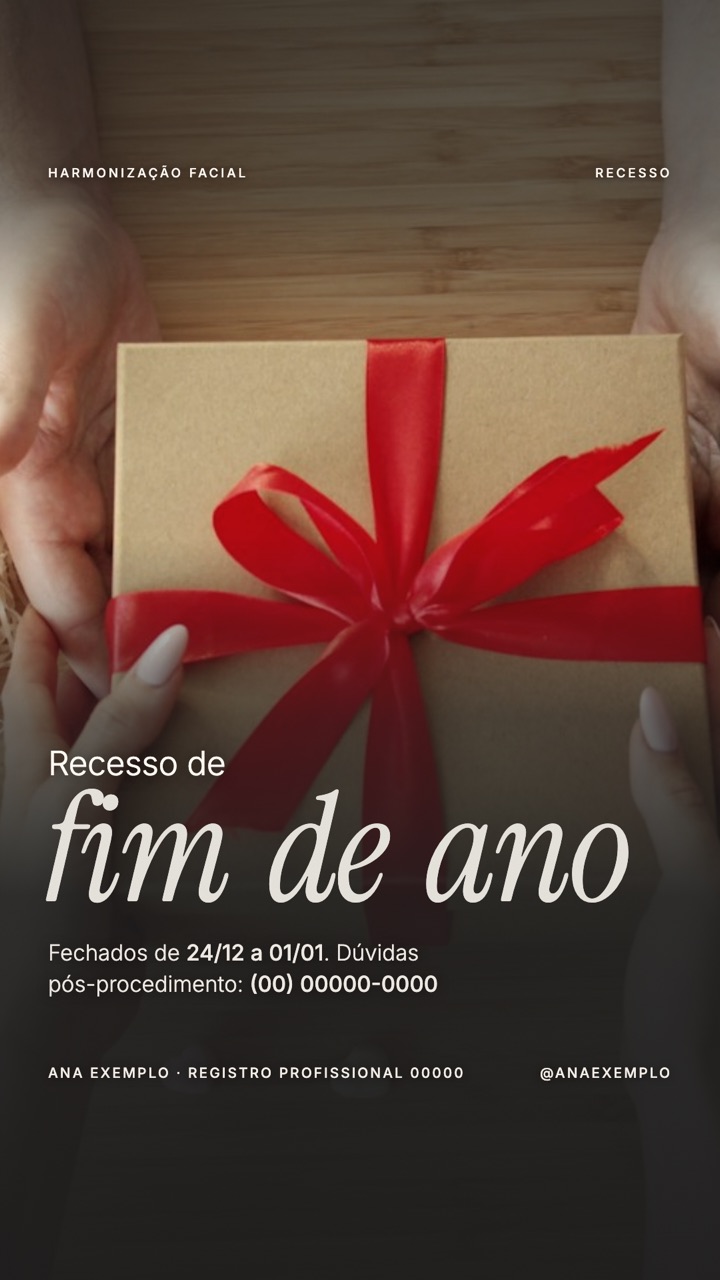 HARMONIZAÇÃO FACIAL
RECESSO
Recesso de
fim de ano
Fechados de 24/12 a 01/01. Dúvidas
pós-procedimento: (00) 00000-0000
ANA EXEMPLO · REGISTRO PROFISSIONAL 00000
@ANAEXEMPLO